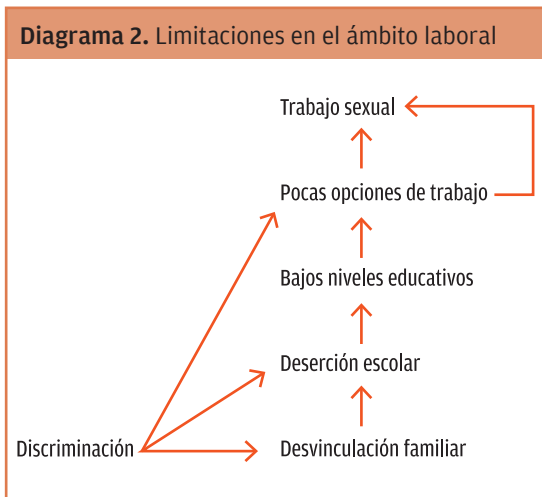 Diagrama 2. Limitaciones en el ámbito laboral
Trabajo sexual
Pocas opciones de trabajo
Bajos niveles educativos
Deserción escolar
Discriminación
Desvinculación familiar